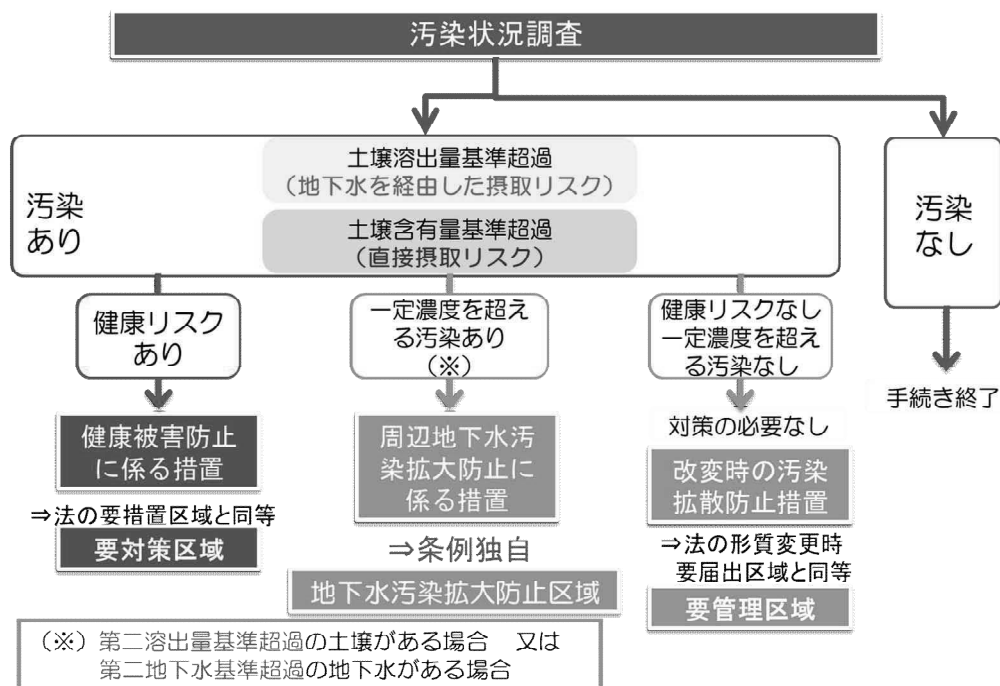 汚染状況調査
汚染
あり
土壌溶出量基準超過
(地下水を経由した摂取リスク)
土壌含有量基準超過
(直接摂取リスク)
汚染
なし
健康リスク
あり
一定濃度を超え
る汚染あり
(※)
健康リスクなし
一定濃度を超え
る汚染なし
手続き終了
健康被害防止
に係る措置
⇒法の要措置区域と同等
要対策区域
周辺地下水汚
染拡大防止に
係る措置
⇒条例独自
地下水汚染拡大防止区域
対策の必要なし
改変時の汚染
拡散防止措置
⇒法の形質変更時
要届出区域と同等
要管理区域
(※)第二溶出量基準超過の土壌がある場合 又は
第二地下水基準超過の地下水がある場合